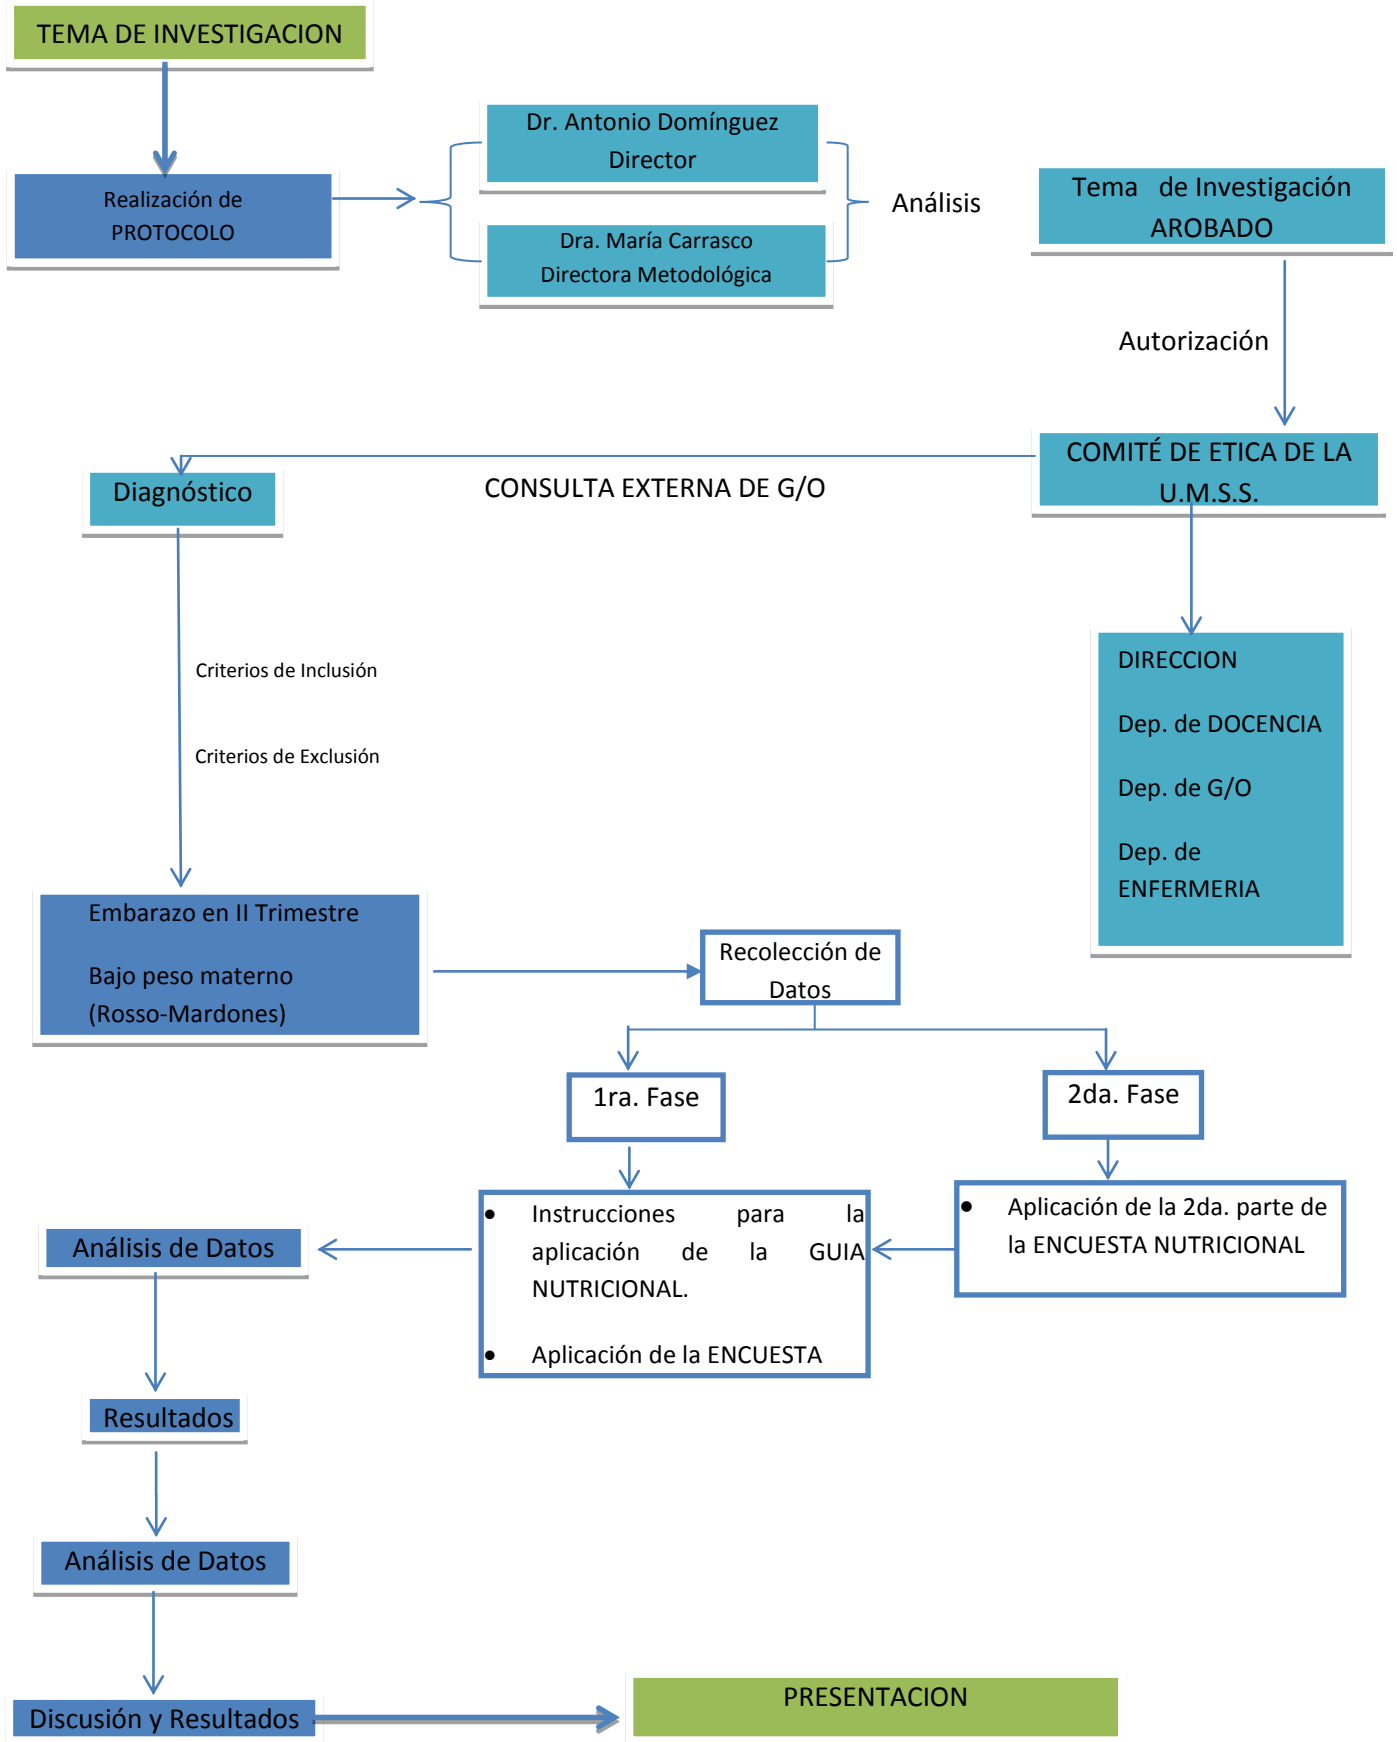 TEMA DE INVESTIGACION
Dr. Antonio Domínguez
Director
Realización de
PROTOCOLO
Análisis
Dra. María Carrasco
Directora Metodológica
Tema de Investigación
AROBADO
Autorización
COMITÉ DE ETICA DE LA
U.M.S.S.
CONSULTA EXTERNA DE G/O
Diagnóstico
Criterios de Inclusión
Criterios de Exclusión
DIRECCION
Dep. de DOCENCIA
Dep. de G/O
Dep. de
ENFERMERIA
Embarazo en II Trimestre
Bajo peso materno
(Rosso-Mardones)
Recolección de
Datos
1ra. Fase
2da. Fase
• Instrucciones para la
aplicación de la GUIA
NUTRICIONAL.
• Aplicación de la ENCUESTA
• Aplicación de la 2da. parte de
la ENCUESTA NUTRICIONAL
Análisis de Datos
Resultados
Análisis de Datos
Discusión y Resultados
PRESENTACION